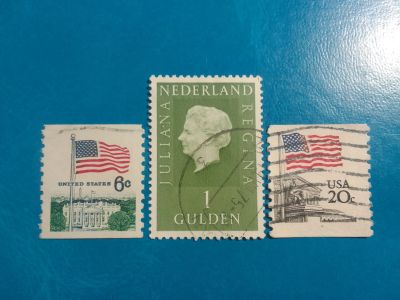 UNITED STATES 6c
NEDERLAND
JULIANA
REGINA
1
GULDEN
USA
20c